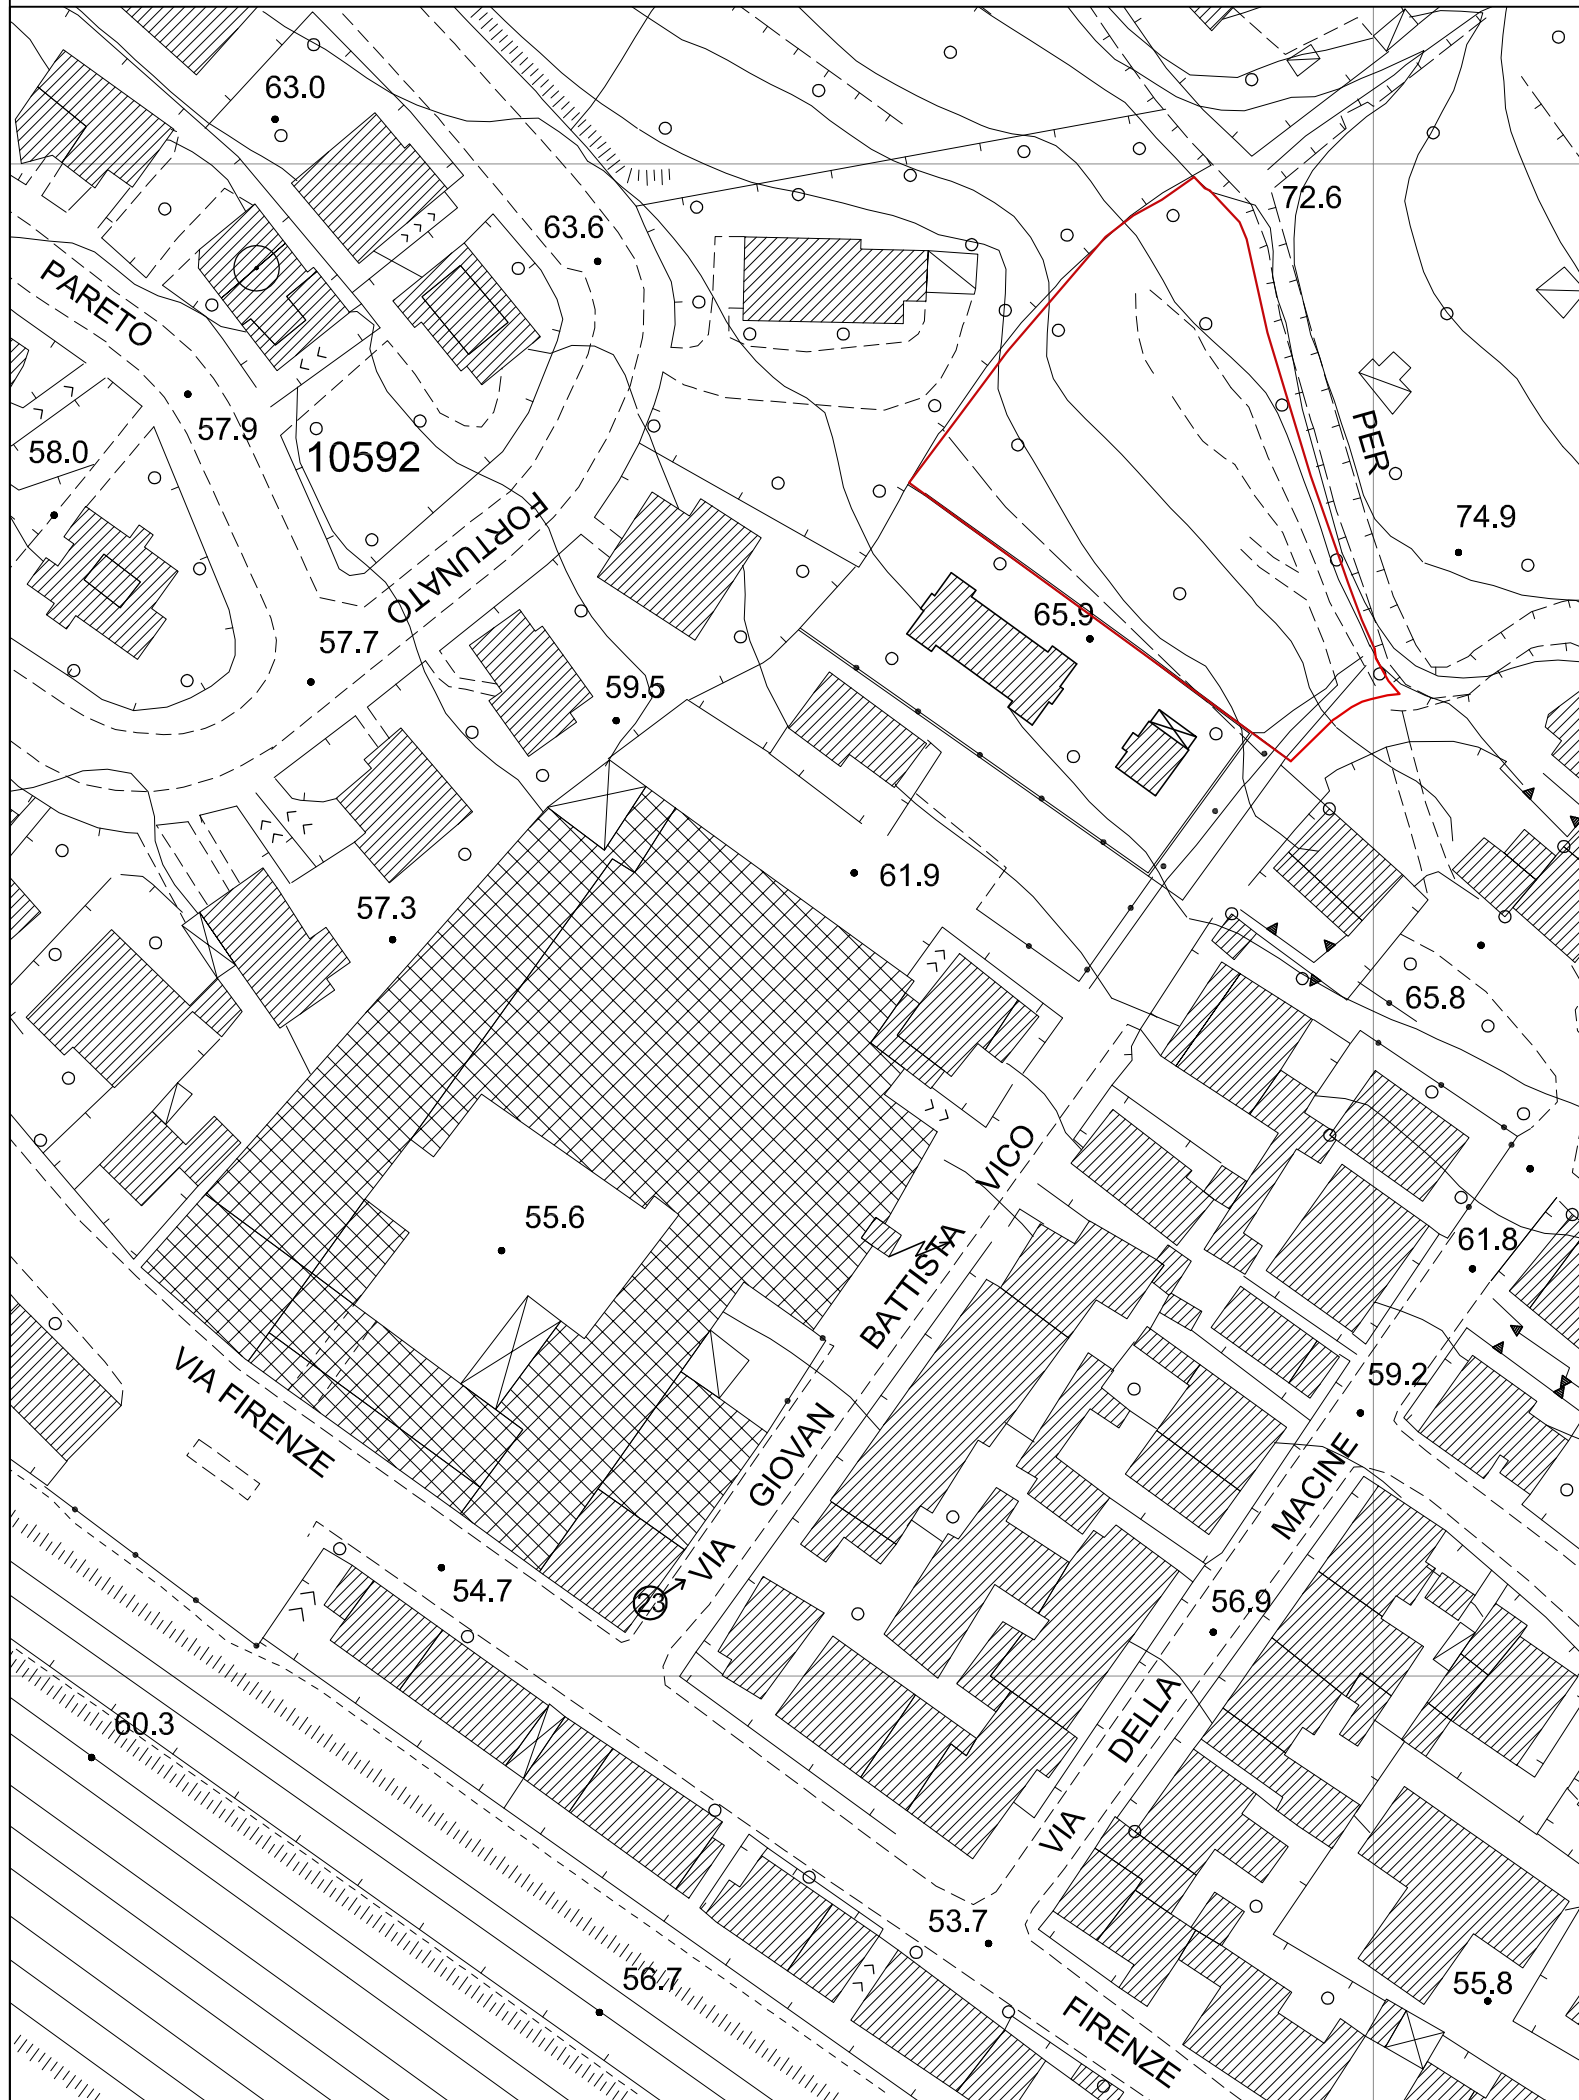 63.0
72.6
63.6
PARETO
57.9
58.0
10592
PER
FORTUNATO
74.9
65.9
57.7
59.5
61.9
57.3
65.8
VICO
55.6
BATTISTA
61.8
VIA FIRENZE
59.2
GIOVAN
MACINE
VIA
54.7
23
56.9
DELLA
60.3
VIA
53.7
56.7
55.8
FIRENZE